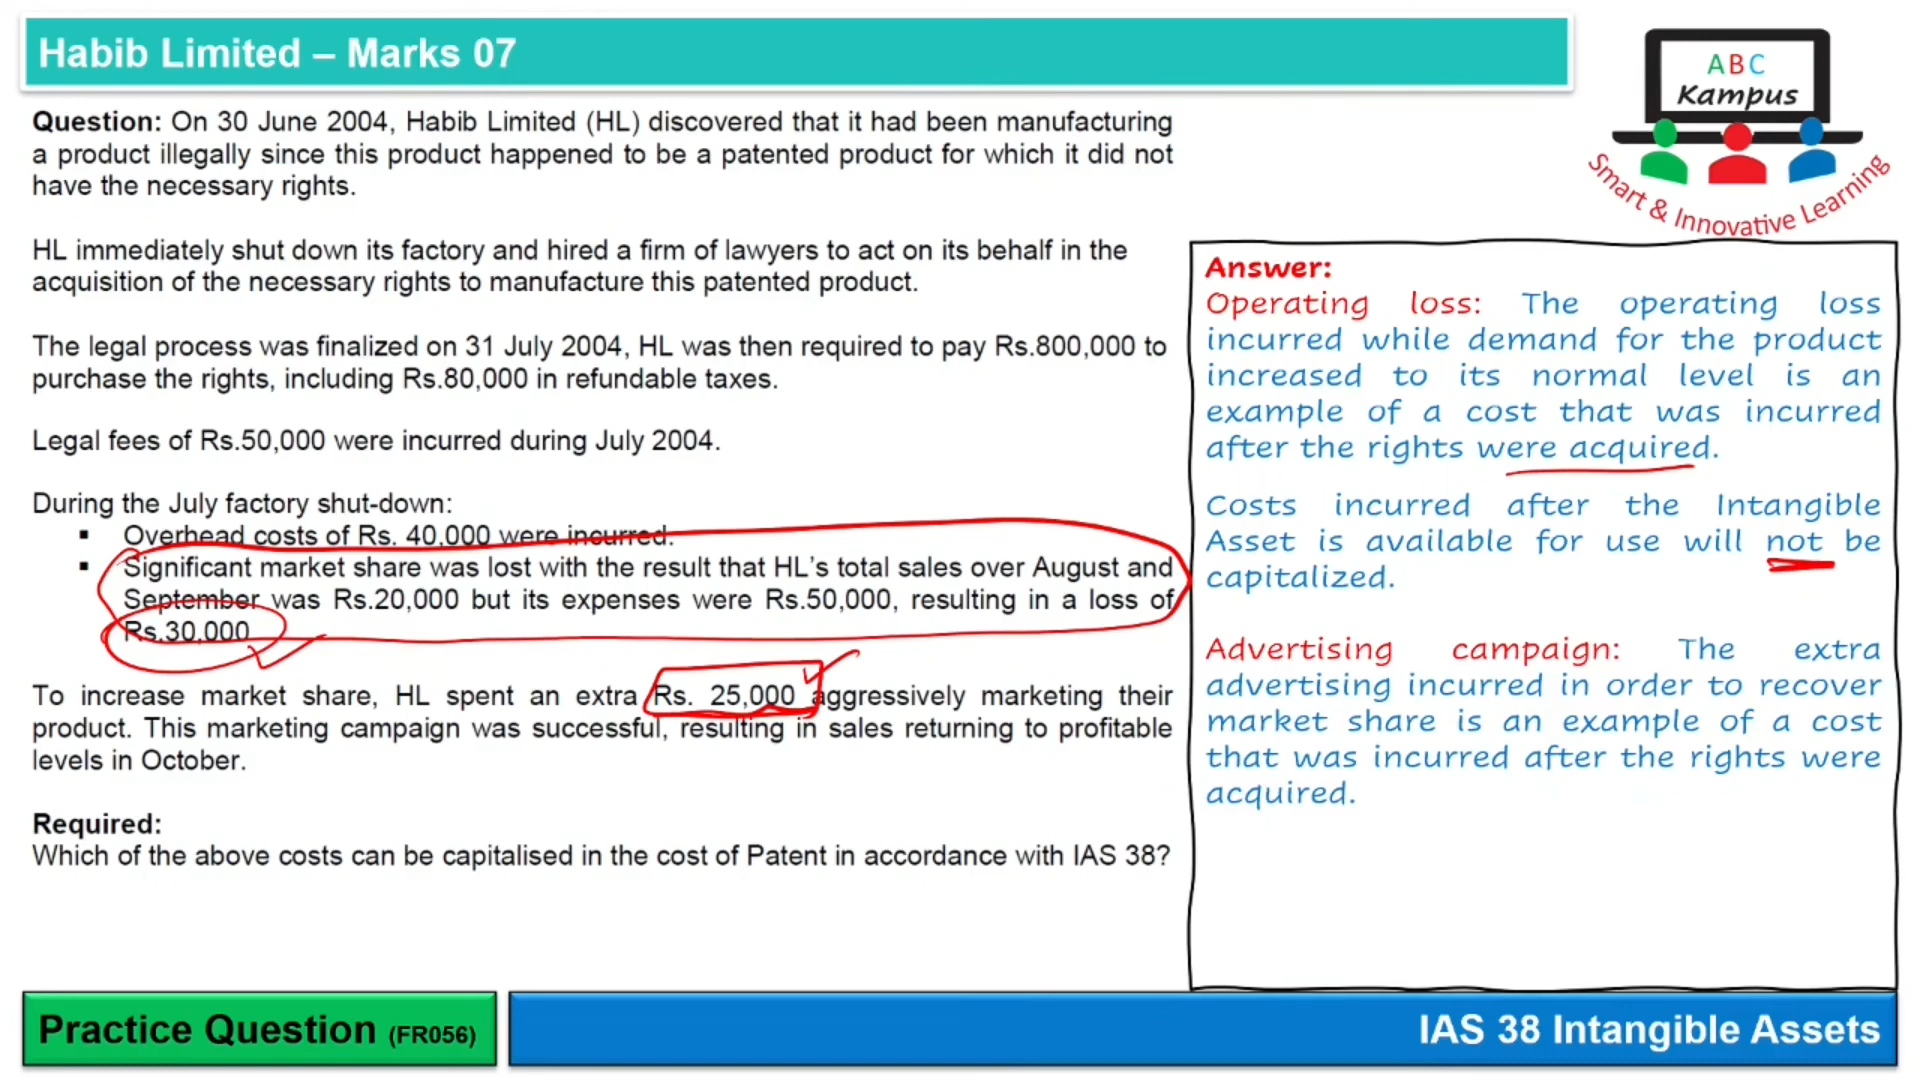 Habib Limited – Marks 07
ABC
Kampus
Smart & Innovative Learning
Question: On 30 June 2004, Habib Limited (HL) discovered that it had been manufacturing
a product illegally since this product happened to be a patented product for which it did not
have the necessary rights.
HL immediately shut down its factory and hired a firm of lawyers to act on its behalf in the
acquisition of the necessary rights to manufacture this patented product.
The legal process was finalized on 31 July 2004, HL was then required to pay Rs.800,000 to
purchase the rights, including Rs.80,000 in refundable taxes.
Legal fees of Rs.50,000 were incurred during July 2004.
During the July factory shut-down:
▪ Overhead costs of Rs. 40,000 were incurred.
▪ Significant market share was lost with the result that HL's total sales over August and
September was Rs.20,000 but its expenses were Rs.50,000, resulting in a loss of
Rs.30,000
To increase market share, HL spent an extra Rs. 25,000 aggressively marketing their
product. This marketing campaign was successful, resulting in sales returning to profitable
levels in October.
Required:
Which of the above costs can be capitalised in the cost of Patent in accordance with IAS 38?
Answer:
Operating loss: The operating loss
incurred while demand for the product
increased to its normal level is an
example of a cost that was incurred
after the rights were acquired.
Costs incurred after the Intangible
Asset is available for use will not be
capitalized.
Advertising campaign: The extra
advertising incurred in order to recover
market share is an example of a cost
that was incurred after the rights were
acquired.
Practice Question (FR056)
IAS 38 Intangible Assets